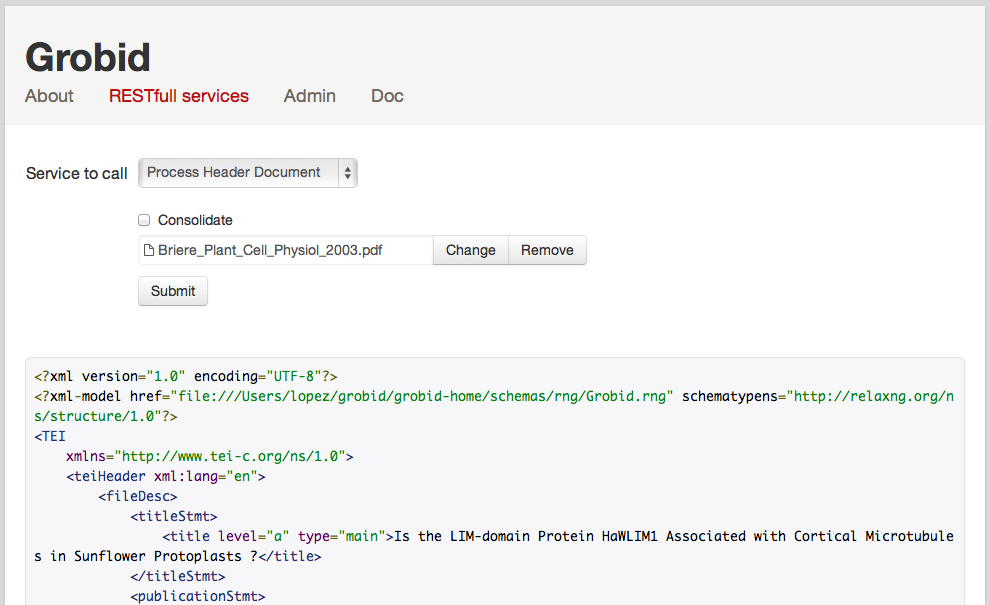 Grobid
About RESTfull services Admin Doc
Service to call Process Header Document
Consolidate
Briere_Plant_Cell_Physiol_2003.pdf Change Remove
Submit
<?xml version="1.0" encoding="UTF-8"?>
<?xml-model href="file:///Users/lopez/grobid/grobid-home/schemas/rng/Grobid.rng" schematypens="http://relaxng.org/n
s/structure/1.0"?>
<TEI
xmlns="http://www.tei-c.org/ns/1.0">
<teiHeader xml:lang="en">
<fileDesc>
<titleStmt>
<title level="a" type="main">Is the LIM-domain Protein HaWLIM1 Associated with Cortical Microtubule
s in Sunflower Protoplasts ?</title>
</titleStmt>
<publicationStmt>